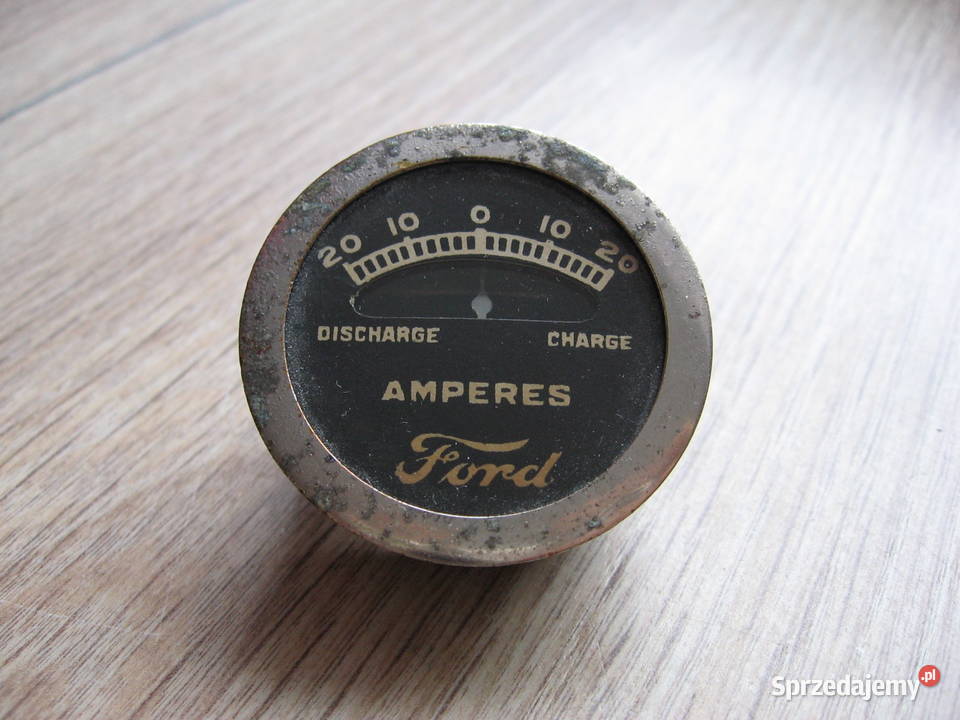 20 10 0 10 20
DISCHARGE CHARGE
AMPERES
Ford
Sprzedajemy.pl